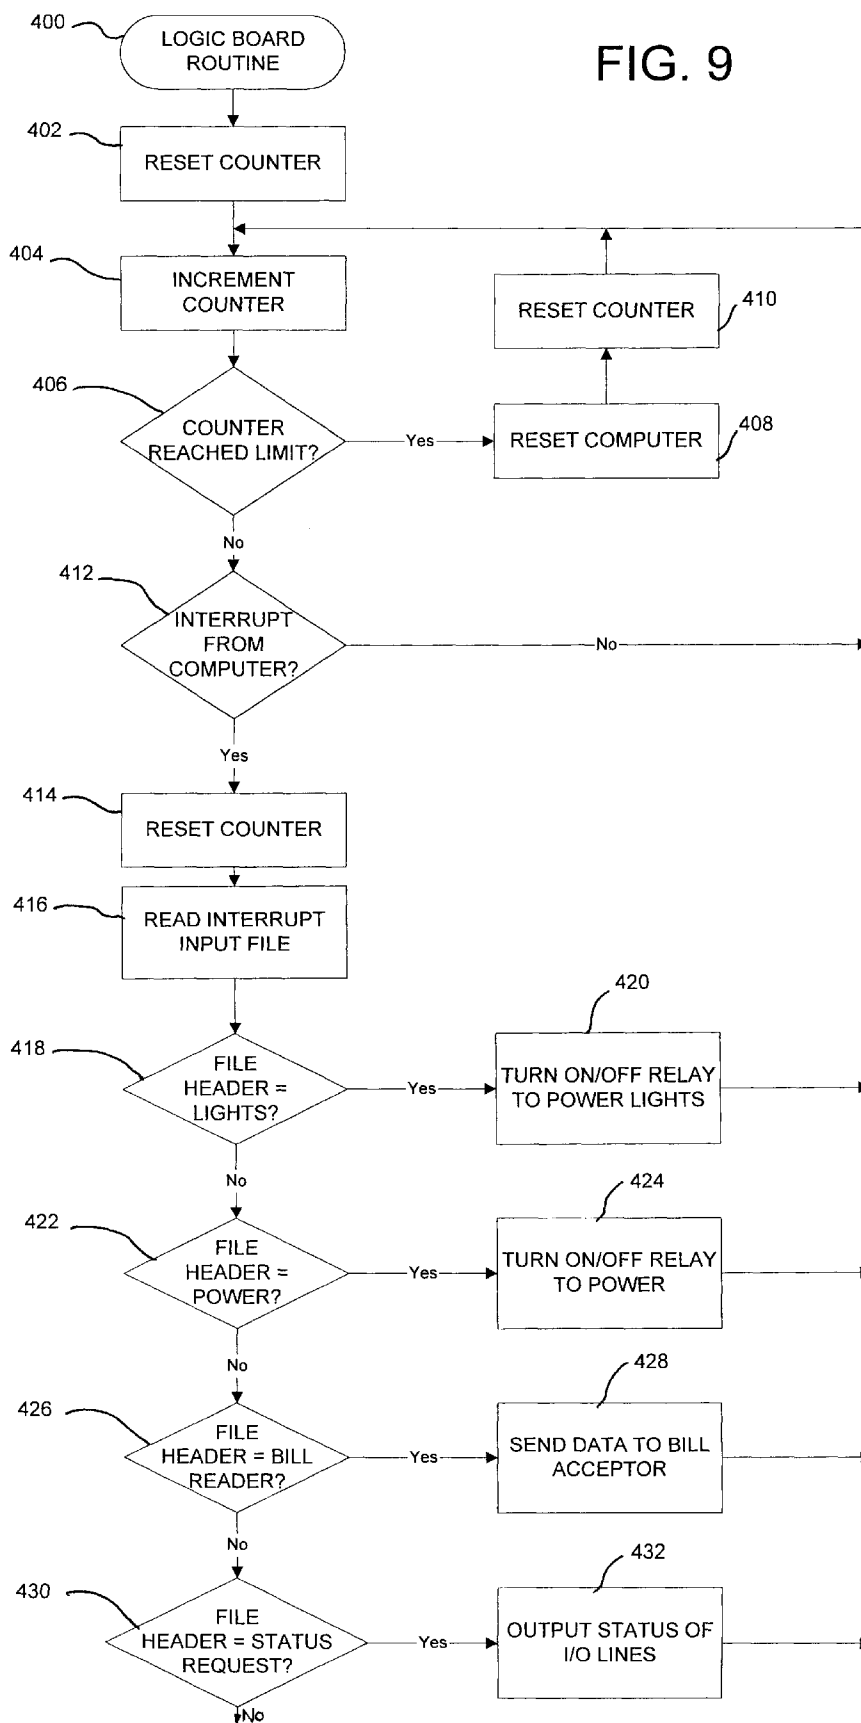 400
LOGIC BOARD
ROUTINE
FIG. 9
402
RESET COUNTER
404
INCREMENT
COUNTER
RESET COUNTER
410
406
COUNTER
REACHED LIMIT?
Yes
RESET COMPUTER
408
No
412
INTERRUPT
FROM
COMPUTER?
No
Yes
414
RESET COUNTER
416
READ INTERRUPT
INPUT FILE
418
FILE
HEADER =
LIGHTS?
Yes
420
TURN ON/OFF RELAY
TO POWER LIGHTS
No
422
FILE
HEADER =
POWER?
Yes
424
TURN ON/OFF RELAY
TO POWER
No
426
FILE
HEADER = BILL
READER?
Yes
428
SEND DATA TO BILL
ACCEPTOR
No
430
FILE
HEADER = STATUS
REQUEST?
Yes
432
OUTPUT STATUS OF
I/O LINES
No